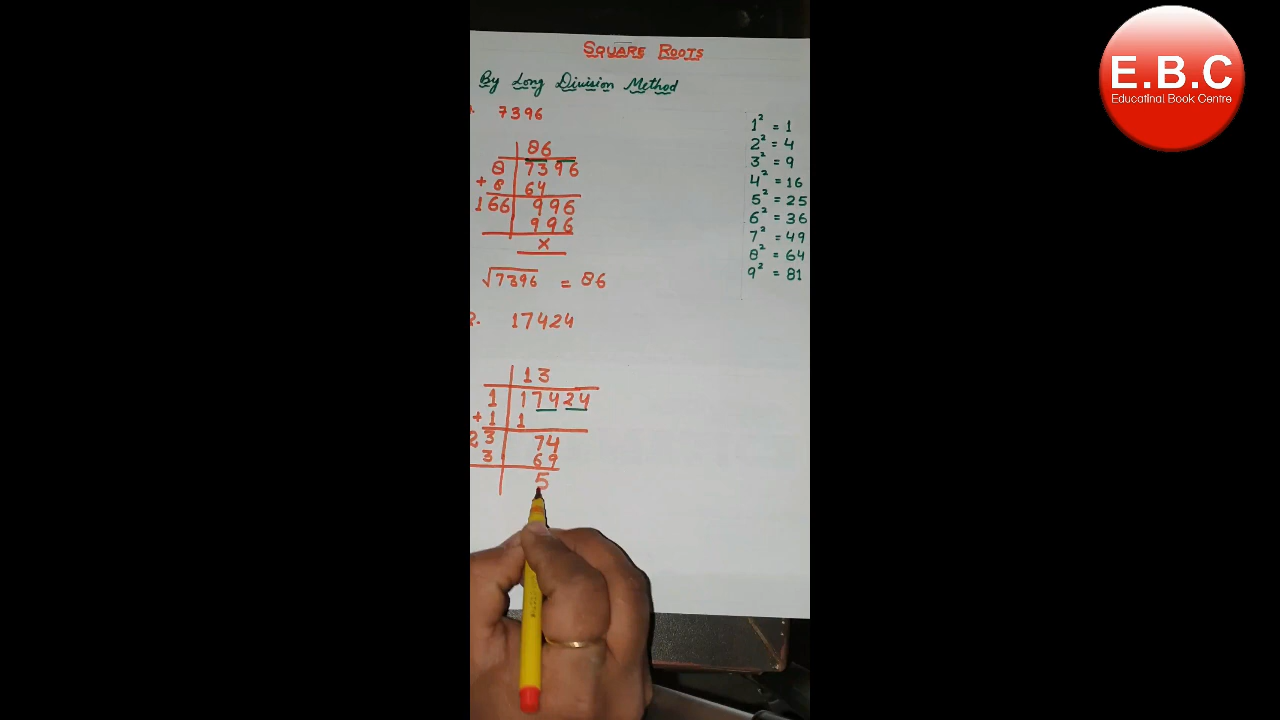 SQUARE ROOTS
By Long Division Method
7396
86
8 7396
+ 8 64
166 996
996
x
√7396 = 86
2. 17424
13
1 17424
+ 1 1
23 74
3 69
5
1² = 1
2² = 4
3² = 9
4² = 16
5² = 25
6² = 36
7² = 49
8² = 64
9² = 81
E.B.C
Educatinal Book Centre